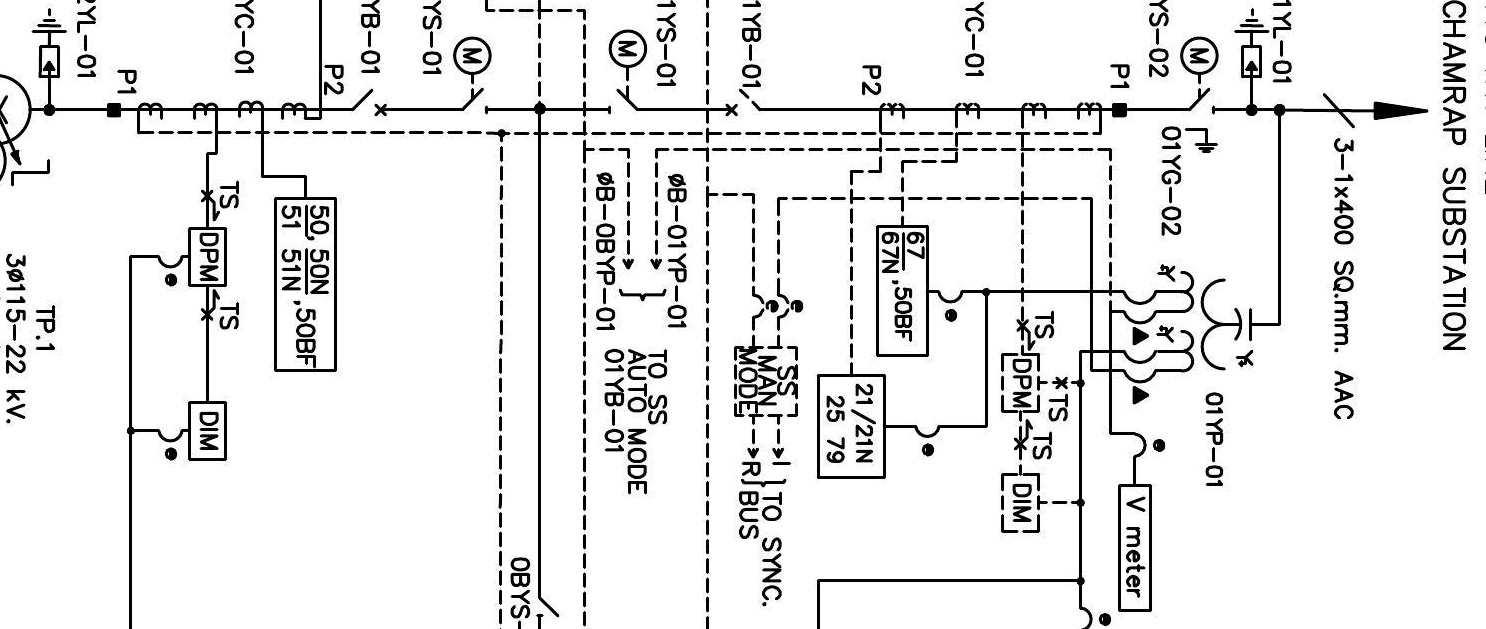 CHAMRAP SUBSTATION
3-1x400 SQ.mm. AAC
1YL-01
YS-02
M
01YG-02
01YP-01
P1
YC-01
P2
1YB-01
1YS-01
M
YS-01
M
YB-01
P2
YC-01
P1
YL-01
V meter
TS
DPM
TS
TS
DIM
67
67N ,50BF
21/21N
25 79
SS
MAN
MODE
I
R
TO SYNC.
BUS
øB-01YP-01
øB-0BYP-01
TO SS
AUTO MODE
01YB-01
0BYS-
50, 50N
51 51N ,50BF
TS
DPM
TS
DIM
TP.1
3ø115-22 kV.